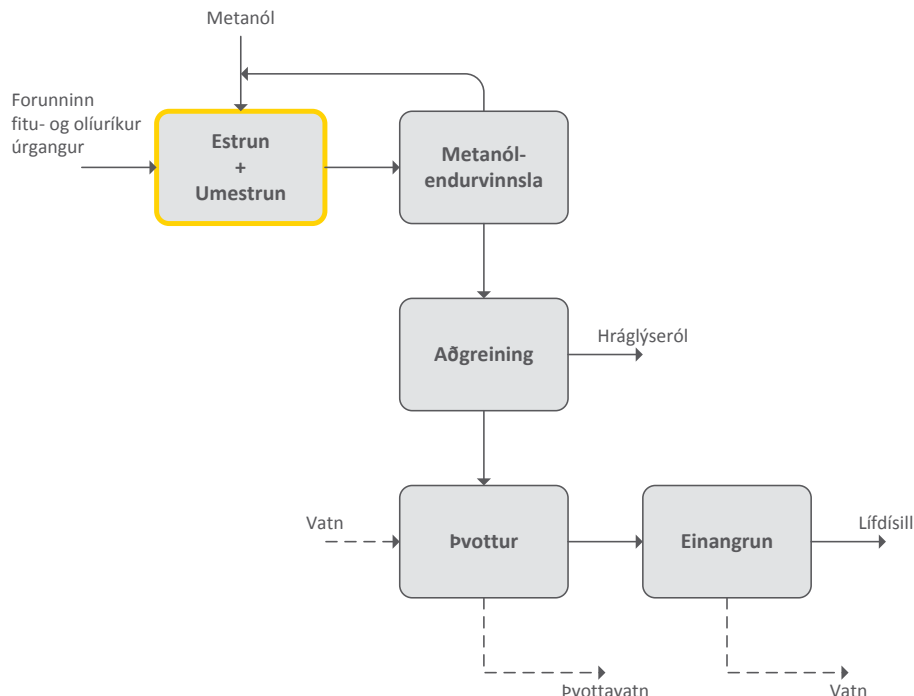 Metanól
Forunninn
fitu- og olíuríkur
úrgangur
Estrun
+
Umestrun
Metanól-
endurvinnsla
Aðgreining
Hráglýseról
Vatn
Þvottur
Einangrun
Lífdísill
Þvottavatn
Vatn